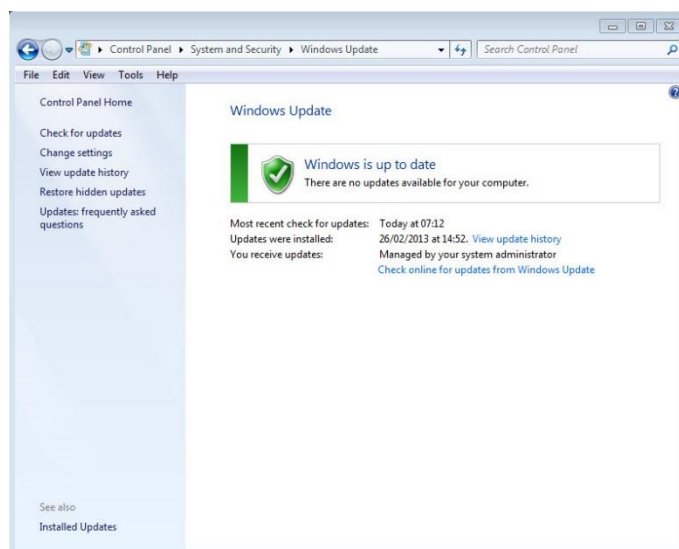 Control Panel ▸ System and Security ▸ Windows Update
Search Control Panel
File Edit View Tools Help
Control Panel Home
Check for updates
Change settings
View update history
Restore hidden updates
Updates: frequently asked
questions
See also
Installed Updates
Windows Update
Windows is up to date
There are no updates available for your computer.
Most recent check for updates: Today at 07:12
Updates were installed: 26/02/2013 at 14:52. View update history
You receive updates: Managed by your system administrator
Check online for updates from Windows Update